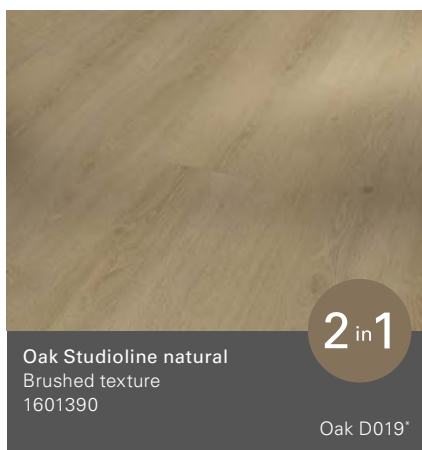 2 in 1
Oak Studioline natural
Brushed texture
1601390
Oak D019*